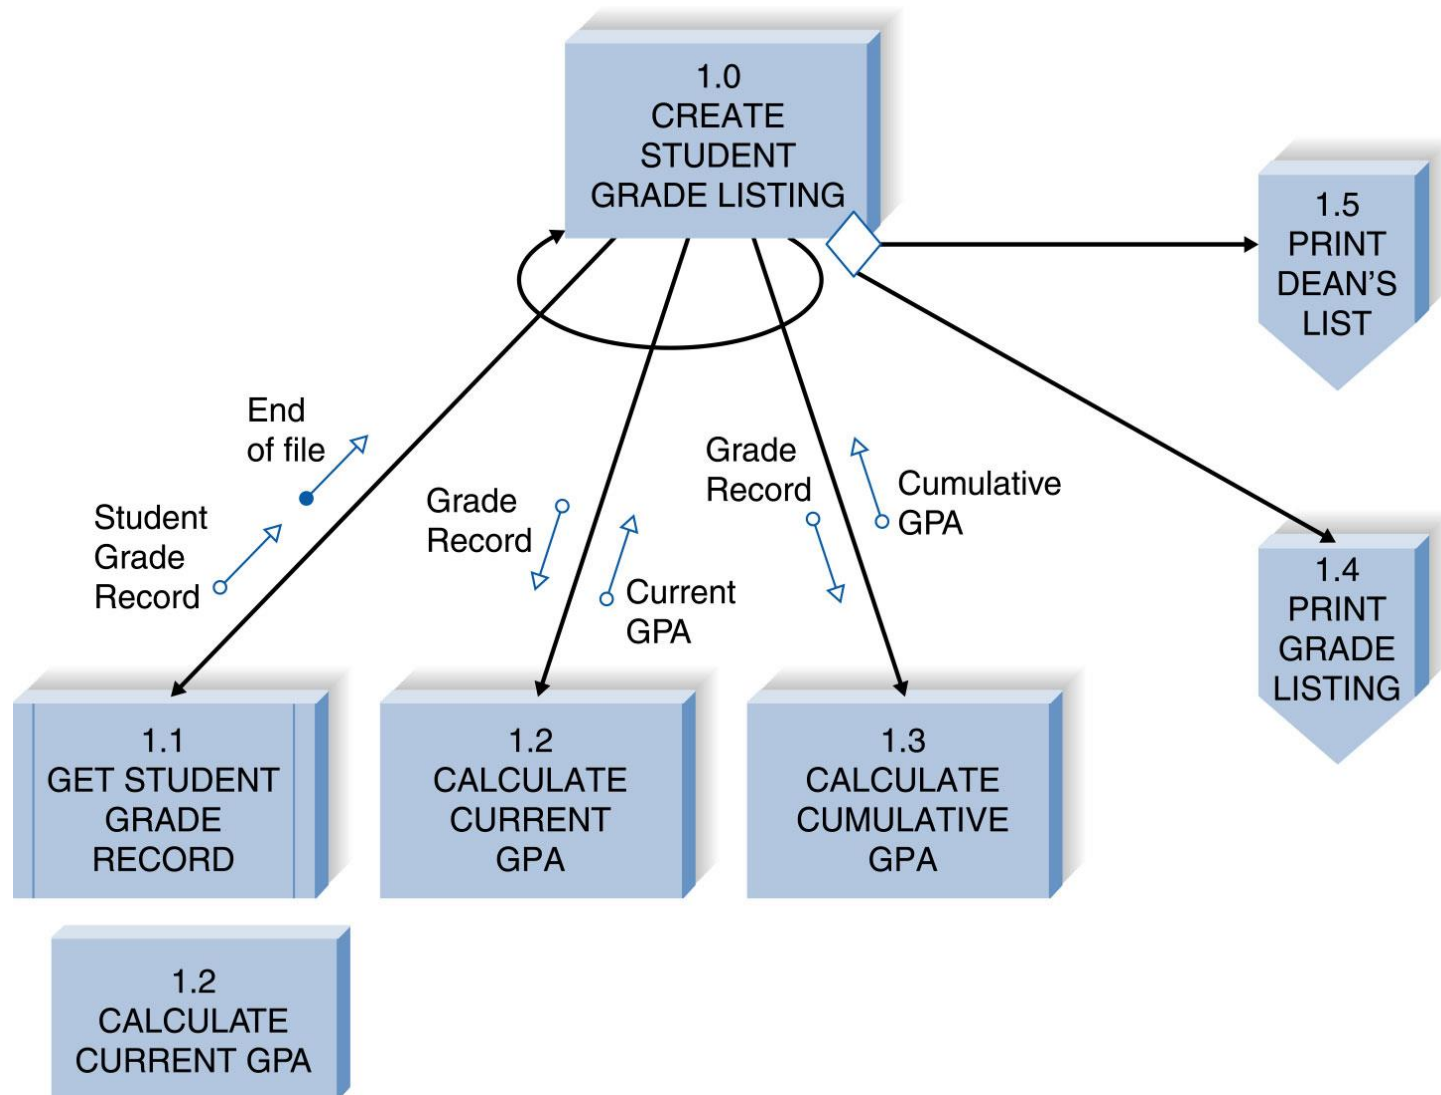 1.0
CREATE
STUDENT
GRADE LISTING
1.5
PRINT
DEAN'S
LIST
End
of file
Student
Grade
Record
Grade
Record
Current
GPA
Grade
Record
Cumulative
GPA
1.4
PRINT
GRADE
LISTING
1.1
GET STUDENT
GRADE
RECORD
1.2
CALCULATE
CURRENT
GPA
1.3
CALCULATE
CUMULATIVE
GPA
1.2
CALCULATE
CURRENT GPA